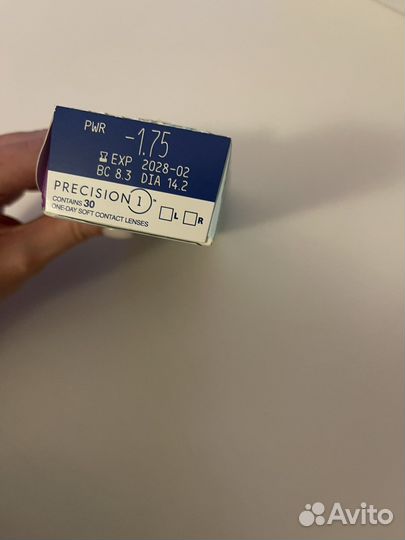 PWR -1.75
EXP 2028-02
BC 8.3 DIA 14.2
PRECISION 1™
CONTAINS 30
ONE-DAY SOFT CONTACT LENSES
L R
Avito